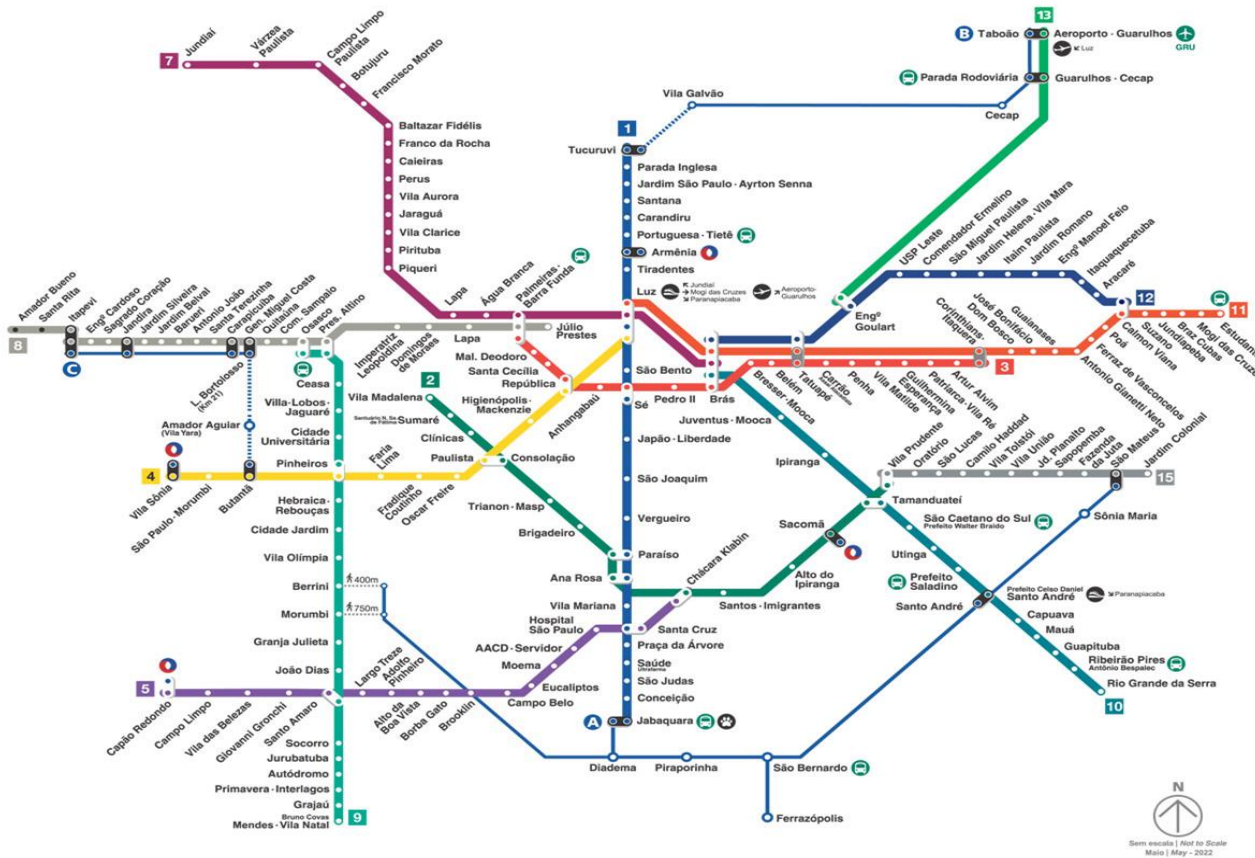 13
B
Taboão
Aeroporto - Guarulhos
GRU
Luz
Parada Rodoviária
Guarulhos - Cecap
Vila Galvão
Cecap
7
Jundiaí
Várzea
Paulista
Campo Limpo
Paulista
Botujuru
Francisco Morato
Baltazar Fidélis
Franco da Rocha
Caieiras
Perus
Vila Aurora
Jaraguá
Vila Clarice
Pirituba
Piqueri
Lapa
Água Branca
Palmeiras -
Barra Funda
1
Tucuruvi
Parada Inglesa
Jardim São Paulo - Ayrton Senna
Santana
Carandiru
Portuguesa - Tietê
Armênia
Tiradentes
Luz
Jundiaí
Mogi das Cruzes
Paranapiacaba
Aeroporto-
Guarulhos
USP Leste
Comendador Ermelino
São Miguel Paulista
Jardim Helena - Vila Mara
Itaim Paulista
Jardim Romano
Engº Manoel Feio
Itaquaquecetuba
Aracaré
12
11
Engº
Goulart
Corinthians-
Itaquera
Dom Bosco
José Bonifácio
Guaianases
Antonio Gianetti Neto
Ferraz de Vasconcelos
Poá
Calmon Viana
Suzano
Jundiapeba
Braz Cubas
Mogi das Cruzes
Estudantes
8
Amador Bueno
Santa Rita
Itapevi
Engº Cardoso
Sagrado Coração
Jandira
Jardim Silveira
Jardim Belval
Barueri
Antonio João
Santa Terezinha
Carapicuíba
Gen. Miguel Costa
Quitaúna
Com. Sampaio
Osasco
Pres. Altino
Imperatriz
Leopoldina
Domingos
de Moraes
Lapa
Júlio
Prestes
C
L. Bortolosso
(Km 21)
Amador Aguiar
(Vila Yara)
Mal. Deodoro
Santa Cecília
República
Anhangabaú
São Bento
Sé
Pedro II
Brás
Bresser-Mooca
Belém
Tatuapé
Carrão
Penha
Vila
Matilde
Guilhermina
Esperança
Patriarca - Vila Ré
Artur Alvim
3
2
Vila Madalena
Santuário N. Sa.
de Fátima
Sumaré
Clínicas
Higienópolis-
Mackenzie
Paulista
Consolação
Trianon - Masp
Brigadeiro
Paraíso
Ana Rosa
4
Vila Sônia
São Paulo - Morumbi
Butantã
Faria
Lima
Fradique
Coutinho
Oscar Freire
Ceasa
Villa-Lobos-
Jaguaré
Cidade
Universitária
Pinheiros
Hebraica-
Rebouças
Cidade Jardim
Vila Olímpia
Berrini
400m
Morumbi
750m
Granja Julieta
João Dias
Socorro
Jurubatuba
Autódromo
Primavera - Interlagos
Grajaú
Bruno Covas
Mendes - Vila Natal
9
Japão - Liberdade
São Joaquim
Vergueiro
Vila Mariana
Santa Cruz
Praça da Árvore
Saúde
São Judas
Conceição
A
Jabaquara
Juventus - Mooca
Ipiranga
Tamanduateí
São Caetano do Sul
Prefeito Walter Braido
Utinga
Prefeito
Saladino
Prefeito Celso Daniel
Santo André
Paranapiacaba
Santo André
Capuava
Mauá
Guapituba
Ribeirão Pires
Antônio Bespalec
Rio Grande da Serra
10
Vila Prudente
Oratório
São Lucas
Camilo Haddad
Vila Tolstói
Vila União
Jd. Planalto
Sapopemba
Fazenda
da Juta
São Mateus
Jardim Colonial
15
Sônia Maria
Sacomã
Alto do
Ipiranga
Santos - Imigrantes
Chácara Klabin
5
Capão Redondo
Campo Limpo
Vila das Belezas
Giovanni Gronchi
Santo Amaro
Largo Treze
Adolfo
Pinheiro
Alto da
Boa Vista
Borba Gato
Brooklin
Campo Belo
Eucaliptos
Moema
AACD - Servidor
Hospital
São Paulo
Diadema
Piraporinha
São Bernardo
Ferrazópolis
N
Sem escala | Not to Scale
Maio | May - 2022